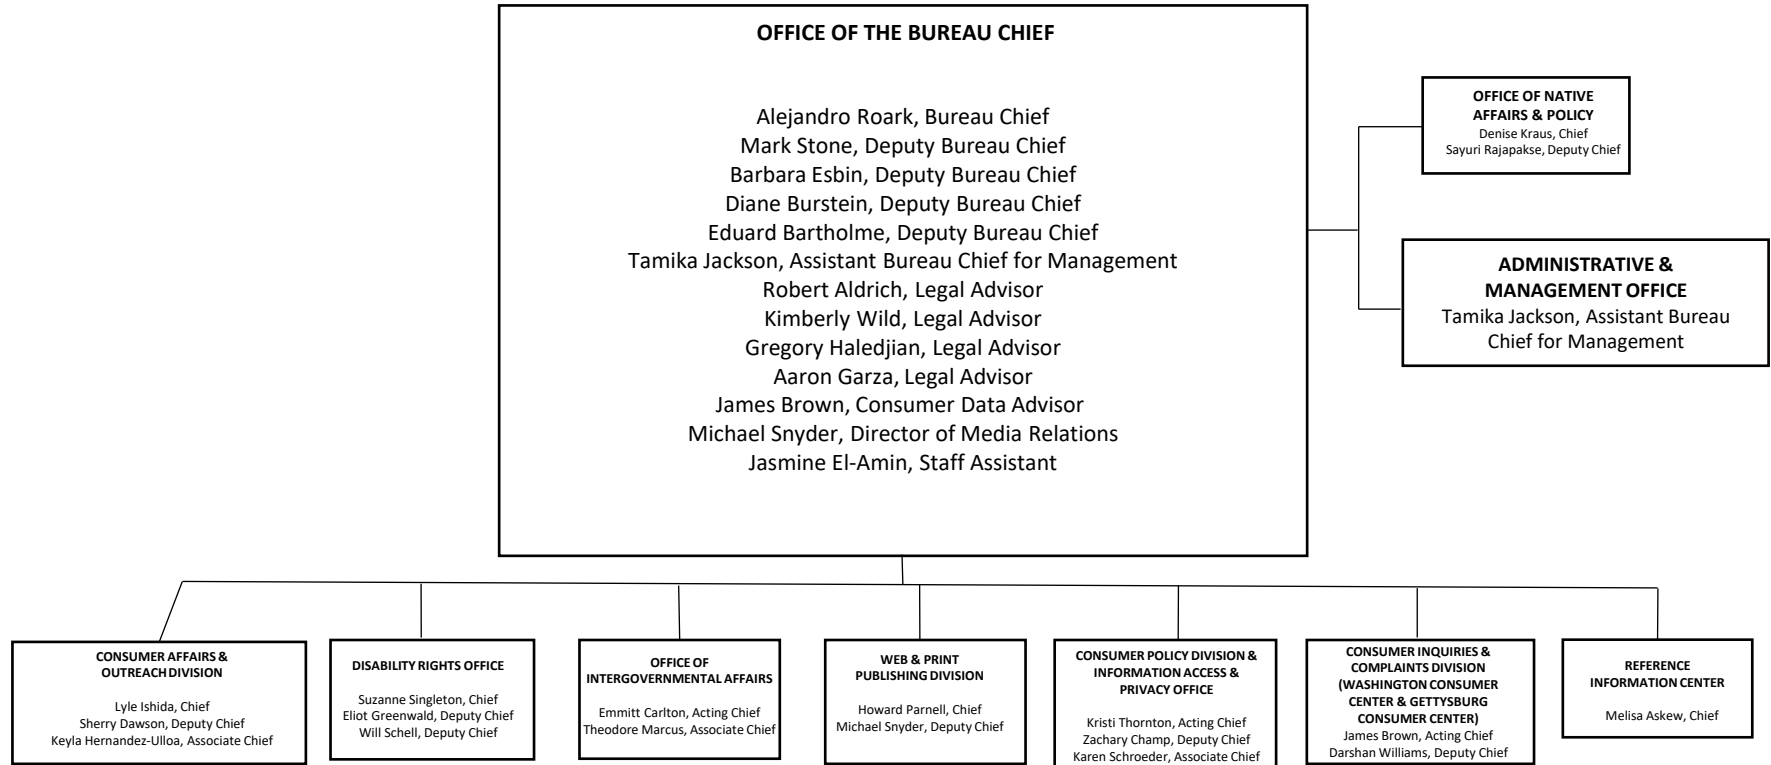 OFFICE OF THE BUREAU CHIEF
Alejandro Roark, Bureau Chief
Mark Stone, Deputy Bureau Chief
Barbara Esbin, Deputy Bureau Chief
Diane Burstein, Deputy Bureau Chief
Eduard Bartholme, Deputy Bureau Chief
Tamika Jackson, Assistant Bureau Chief for Management
Robert Aldrich, Legal Advisor
Kimberly Wild, Legal Advisor
Gregory Haledjian, Legal Advisor
Aaron Garza, Legal Advisor
James Brown, Consumer Data Advisor
Michael Snyder, Director of Media Relations
Jasmine El-Amin, Staff Assistant
OFFICE OF NATIVE
AFFAIRS & POLICY
Denise Kraus, Chief
Sayuri Rajapakse, Deputy Chief
ADMINISTRATIVE &
MANAGEMENT OFFICE
Tamika Jackson, Assistant Bureau
Chief for Management
CONSUMER AFFAIRS &
OUTREACH DIVISION
Lyle Ishida, Chief
Sherry Dawson, Deputy Chief
Keyla Hernandez-Ulloa, Associate Chief
DISABILITY RIGHTS OFFICE
Suzanne Singleton, Chief
Eliot Greenwald, Deputy Chief
Will Schell, Deputy Chief
OFFICE OF
INTERGOVERNMENTAL AFFAIRS
Emmitt Carlton, Acting Chief
Theodore Marcus, Associate Chief
WEB & PRINT
PUBLISHING DIVISION
Howard Parnell, Chief
Michael Snyder, Deputy Chief
CONSUMER POLICY DIVISION &
INFORMATION ACCESS &
PRIVACY OFFICE
Kristi Thornton, Acting Chief
Zachary Champ, Deputy Chief
Karen Schroeder, Associate Chief
CONSUMER INQUIRIES &
COMPLAINTS DIVISION
(WASHINGTON CONSUMER
CENTER & GETTYSBURG
CONSUMER CENTER)
James Brown, Acting Chief
Darshan Williams, Deputy Chief
REFERENCE
INFORMATION CENTER
Melisa Askew, Chief